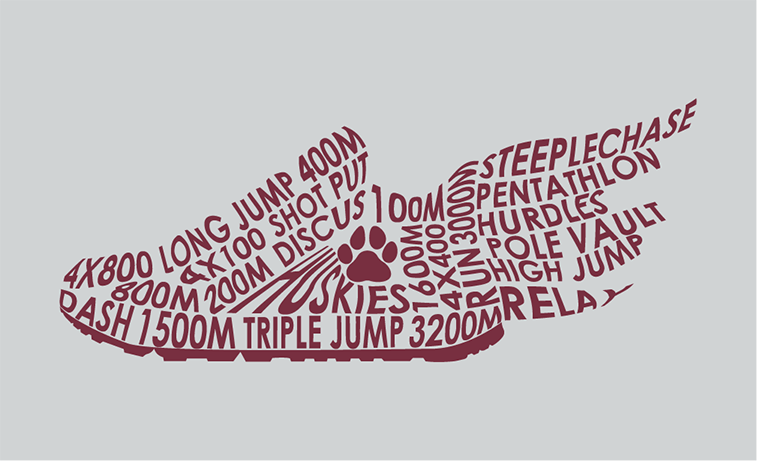 4X800 LONG JUMP 400M
4X100 SHOT PUT
800M 200M DISCUS 100M
HUSKIES
1600M
4X400
RUN 3000M
STEEPLECHASE
PENTATHLON
HURDLES
POLE VAULT
HIGH JUMP
RELAY
DASH 1500M TRIPLE JUMP 3200M